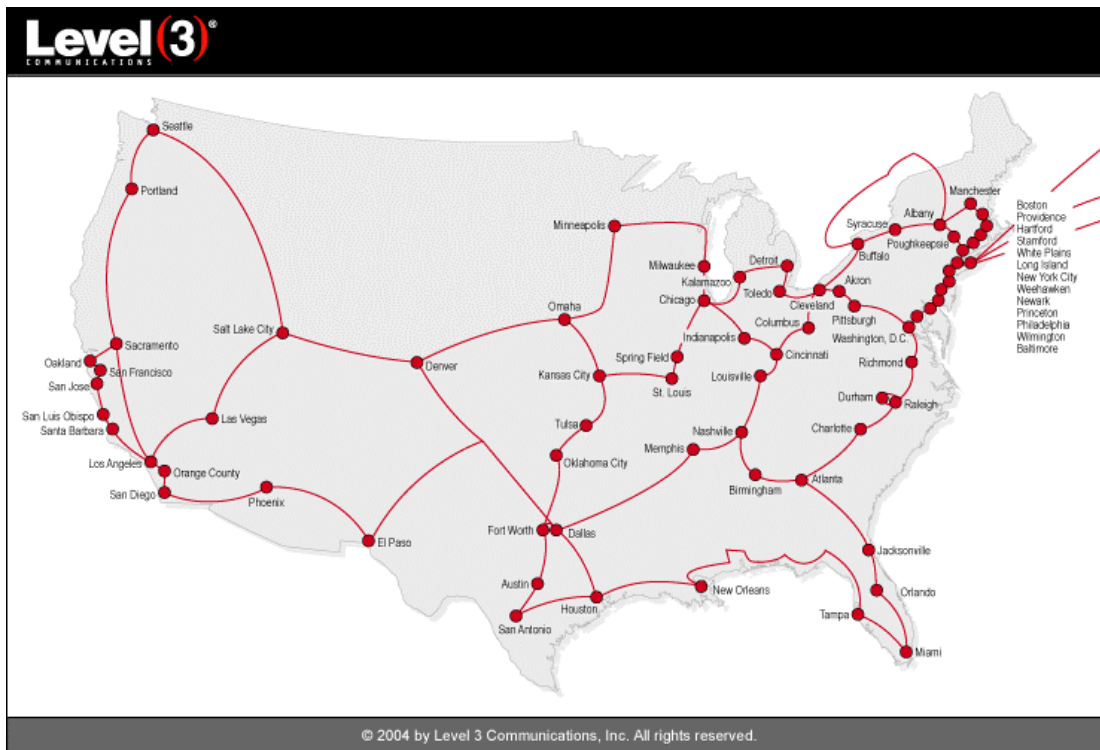 Level(3)®
COMMUNICATIONS
Seattle
Portland
Manchester
Boston
Providence
Hartford
Stamford
White Plains
Long Island
New York City
Weehawken
Newark
Princeton
Philadelphia
Wilmington
Baltimore
Albany
Syracuse
Poughkeepsie
Buffalo
Minneapolis
Milwaukee
Detroit
Kalamazoo
Chicago
Toledo
Akron
Cleveland
Pittsburgh
Omaha
Columbus
Washington, D.C.
Salt Lake City
Indianapolis
Sacramento
Oakland
San Francisco
San Jose
Denver
Spring Field
Cincinnati
Richmond
Kansas City
St. Louis
Louisville
Durham
Raleigh
San Luis Obispo
Santa Barbara
Las Vegas
Tulsa
Nashville
Charlotte
Memphis
Los Angeles
Orange County
Oklahoma City
San Diego
Phoenix
Birmingham
Atlanta
El Paso
Fort Worth
Dallas
Jacksonville
Austin
Houston
New Orleans
Orlando
San Antonio
Tampa
Miami
© 2004 by Level 3 Communications, Inc. All rights reserved.